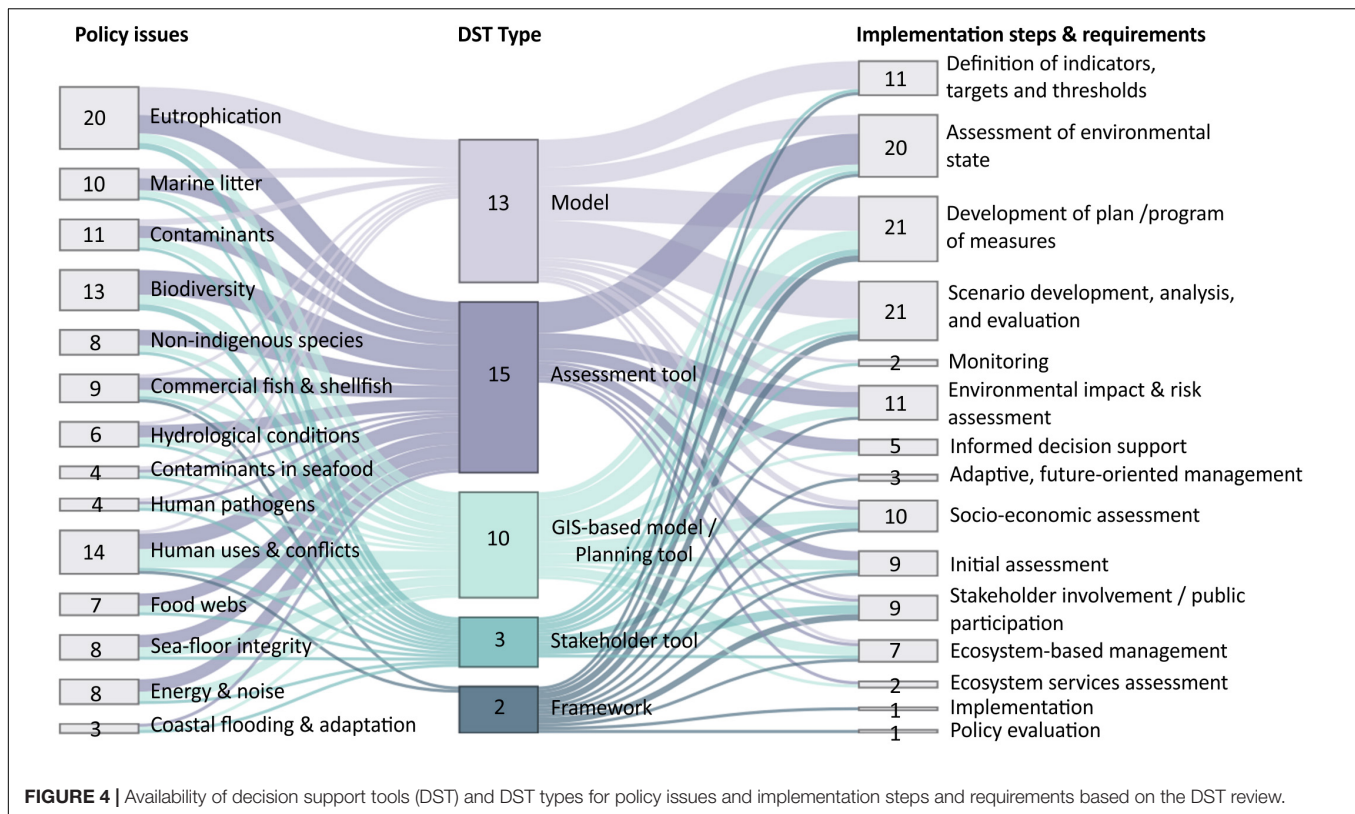 Policy issues
DST Type
Implementation steps & requirements
20 Eutrophication
10 Marine litter
11 Contaminants
13 Biodiversity
8 Non-indigenous species
9 Commercial fish & shellfish
6 Hydrological conditions
4 Contaminants in seafood
4 Human pathogens
14 Human uses & conflicts
7 Food webs
8 Sea-floor integrity
8 Energy & noise
3 Coastal flooding & adaptation
13 Model
15 Assessment tool
10 GIS-based model /
Planning tool
3 Stakeholder tool
2 Framework
11 Definition of indicators,
targets and thresholds
20 Assessment of environmental
state
21 Development of plan /program
of measures
21 Scenario development, analysis,
and evaluation
2 Monitoring
11 Environmental impact & risk
assessment
5 Informed decision support
3 Adaptive, future-oriented management
10 Socio-economic assessment
9 Initial assessment
9 Stakeholder involvement / public
participation
7 Ecosystem-based management
2 Ecosystem services assessment
1 Implementation
1 Policy evaluation
FIGURE 4 | Availability of decision support tools (DST) and DST types for policy issues and implementation steps and requirements based on the DST review.